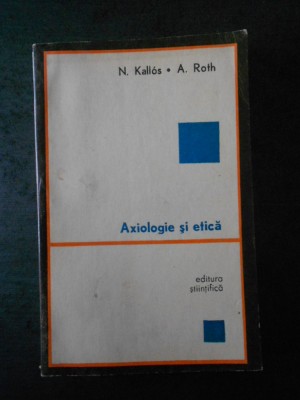 N. Kallós • A. Roth
Axiologie și etică
editura
științifică